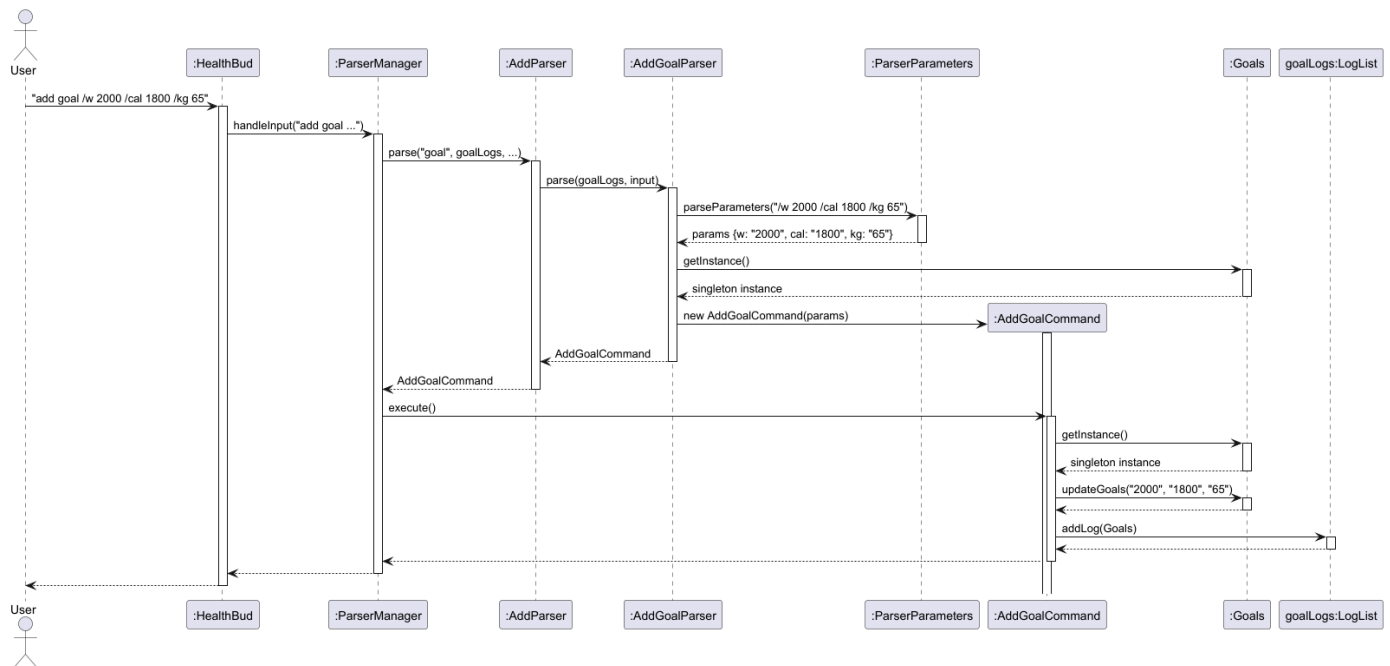 User
:HealthBud
:ParserManager
:AddParser
:AddGoalParser
:ParserParameters
:Goals
goalLogs:LogList
"add goal /w 2000 /cal 1800 /kg 65"
handleInput("add goal ...")
parse("goal", goalLogs, ...)
parse(goalLogs, input)
parseParameters("/w 2000 /cal 1800 /kg 65")
params {w: "2000", cal: "1800", kg: "65"}
getInstance()
singleton instance
new AddGoalCommand(params)
:AddGoalCommand
AddGoalCommand
AddGoalCommand
execute()
getInstance()
singleton instance
updateGoals("2000", "1800", "65")
addLog(Goals)
User
:HealthBud
:ParserManager
:AddParser
:AddGoalParser
:ParserParameters
:AddGoalCommand
:Goals
goalLogs:LogList